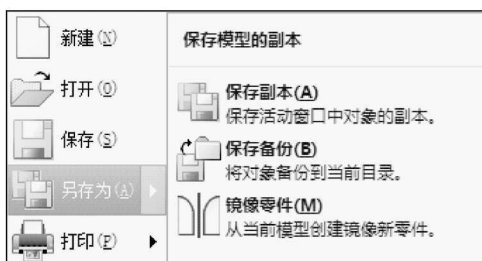 新建(N)
打开(O)
保存(S)
另存为(A)
打印(P)
保存模型的副本
保存副本(A)
保存活动窗口中对象的副本。
保存备份(B)
将对象备份到当前目录。
镜像零件(M)
从当前模型创建镜像新零件。